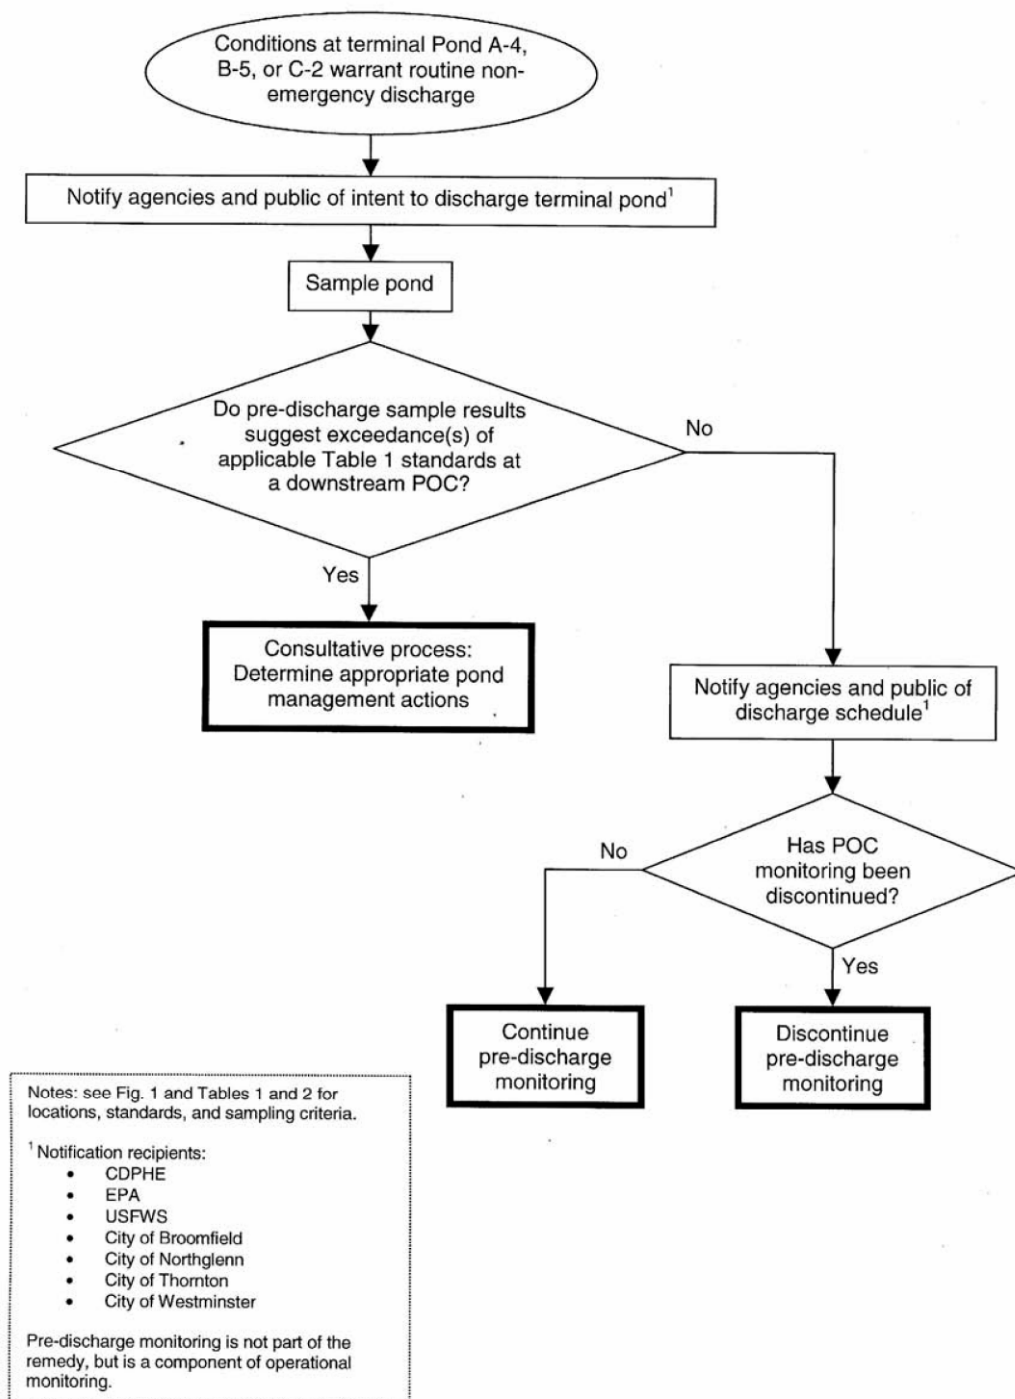 Conditions at terminal Pond A-4,
B-5, or C-2 warrant routine non-
emergency discharge
Notify agencies and public of intent to discharge terminal pond¹
Sample pond
Do pre-discharge sample results
suggest exceedance(s) of
applicable Table 1 standards at
a downstream POC?
No
Yes
Consultative process:
Determine appropriate pond
management actions
Notify agencies and public of
discharge schedule¹
Has POC
monitoring been
discontinued?
No
Yes
Continue
pre-discharge
monitoring
Discontinue
pre-discharge
monitoring
Notes: see Fig. 1 and Tables 1 and 2 for
locations, standards, and sampling criteria.
¹ Notification recipients:
• CDPHE
• EPA
• USFWS
• City of Broomfield
• City of Northglenn
• City of Thornton
• City of Westminster
Pre-discharge monitoring is not part of the
remedy, but is a component of operational
monitoring.